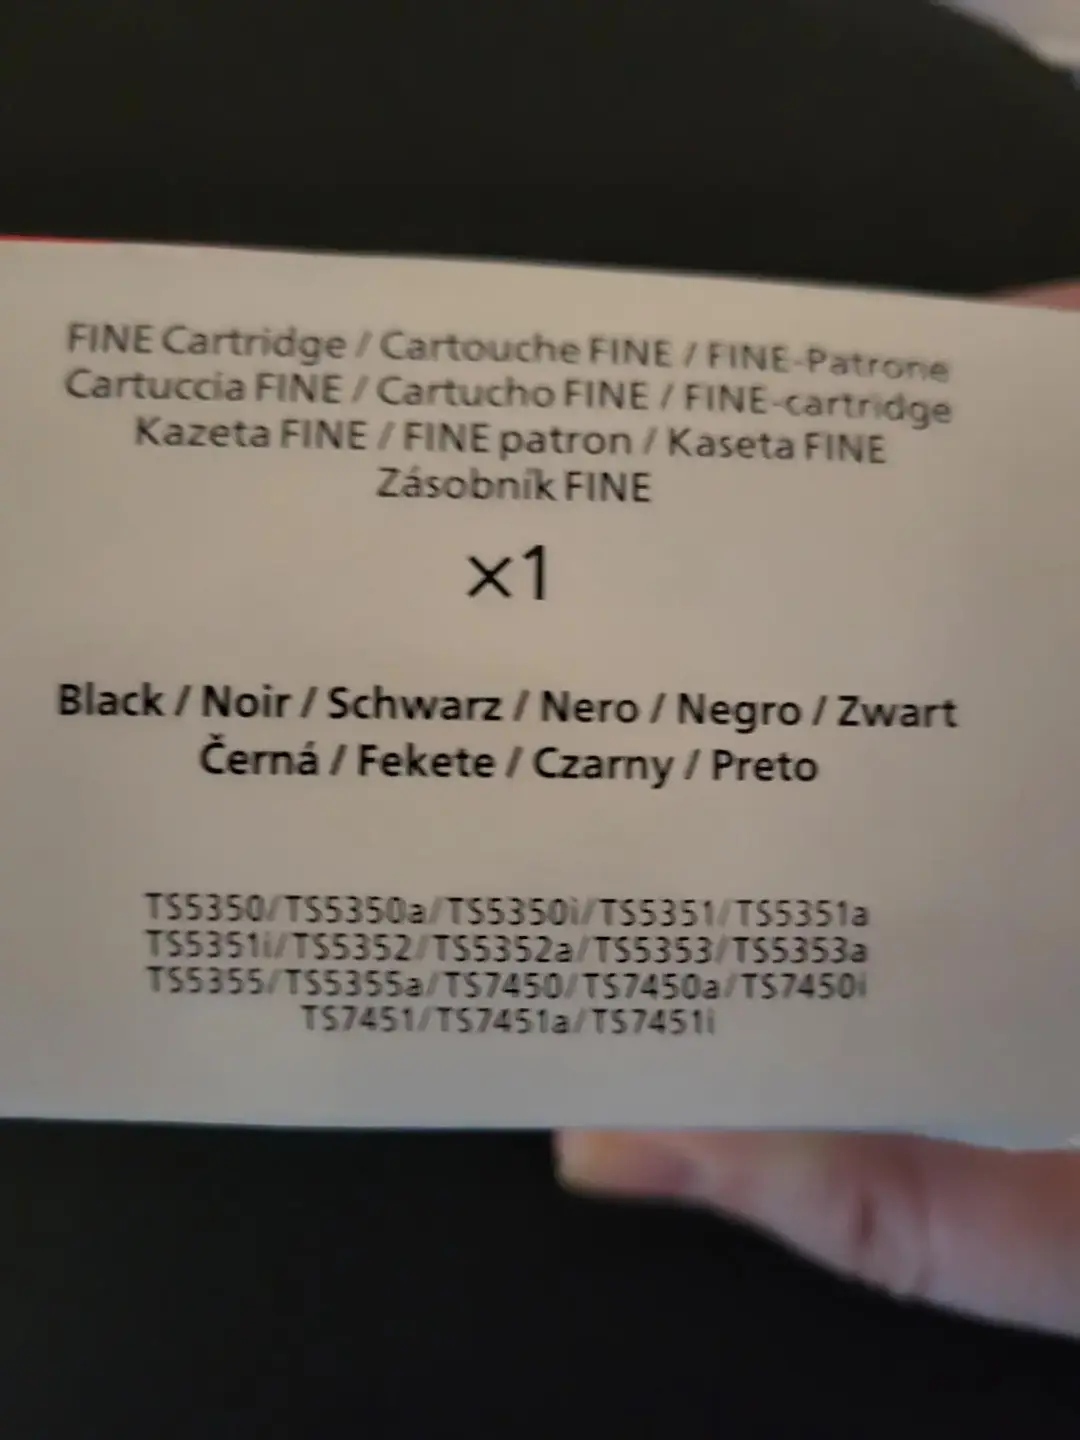 FINE Cartridge / Cartouche FINE / FINE-Patrone
Cartuccia FINE / Cartucho FINE / FINE-cartridge
Kazeta FINE / FINE patron / Kaseta FINE
Zásobník FINE
×1
Black / Noir / Schwarz / Nero / Negro / Zwart
Černá / Fekete / Czarny / Preto
TS5350/TS5350a/TS5350i/TS5351/TS5351a
TS5351i/TS5352/TS5352a/TS5353/TS5353a
TS5355/TS5355a/TS7450/TS7450a/TS7450i
TS7451/TS7451a/TS7451i